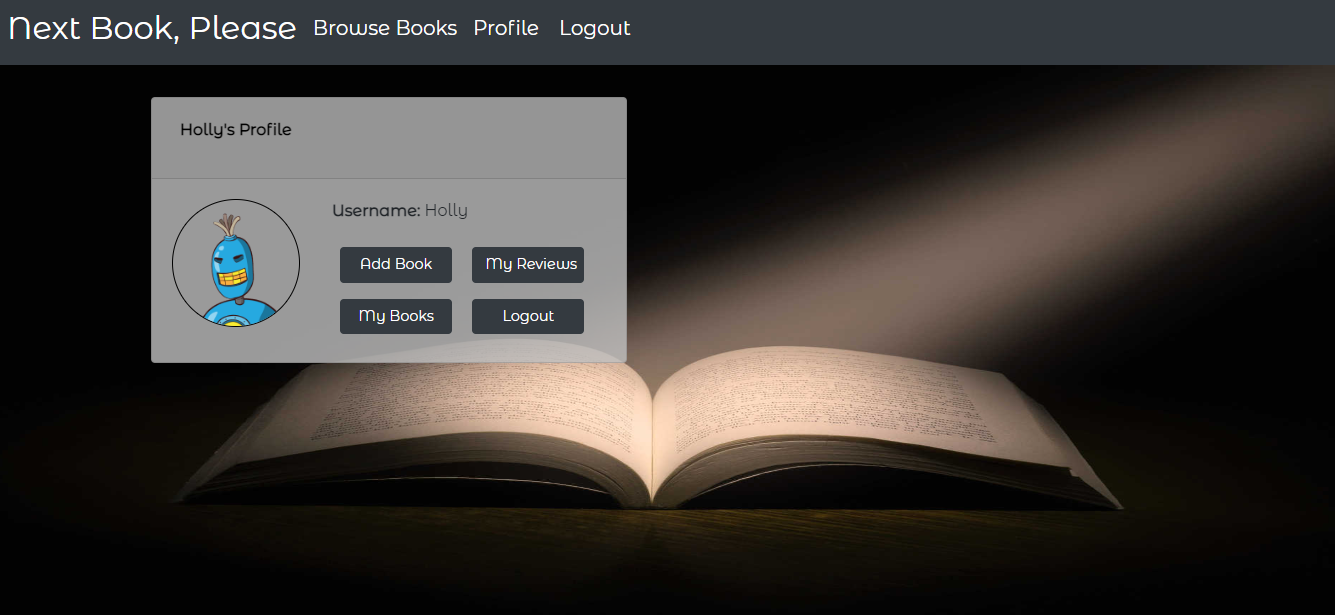 Next Book, Please Browse Books Profile Logout
Holly's Profile
Username: Holly
Add Book My Reviews
My Books Logout